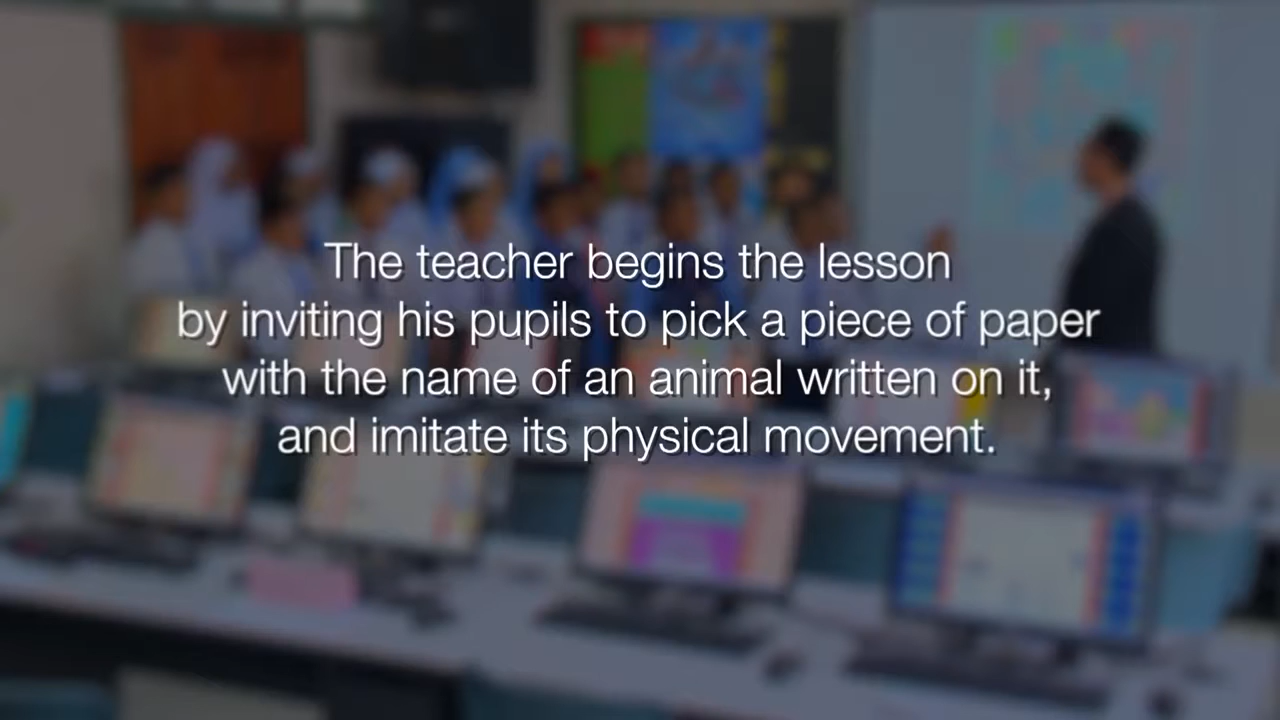 The teacher begins the lesson
by inviting his pupils to pick a piece of paper
with the name of an animal written on it,
and imitate its physical movement.